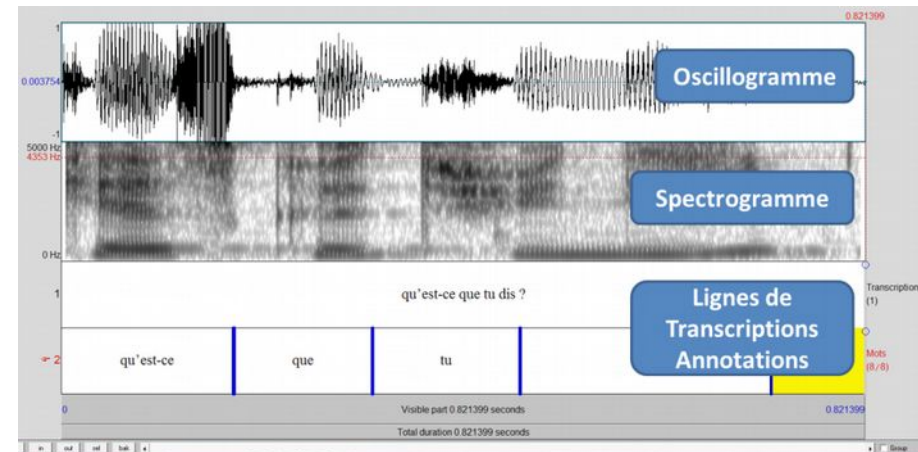 0.821399
1
Oscillogramme
0.003754
-1
5000 Hz
4353 Hz
Spectrogramme
0 Hz
1
qu'est-ce que tu dis ?
Lignes de
Transcriptions
Annotations
Transcription
(1)
2
qu'est-ce
que
tu
Mots
(8/8)
0
Visible part 0.821399 seconds
0.821399
Total duration 0.821399 seconds
in
out
sel
bak
Group